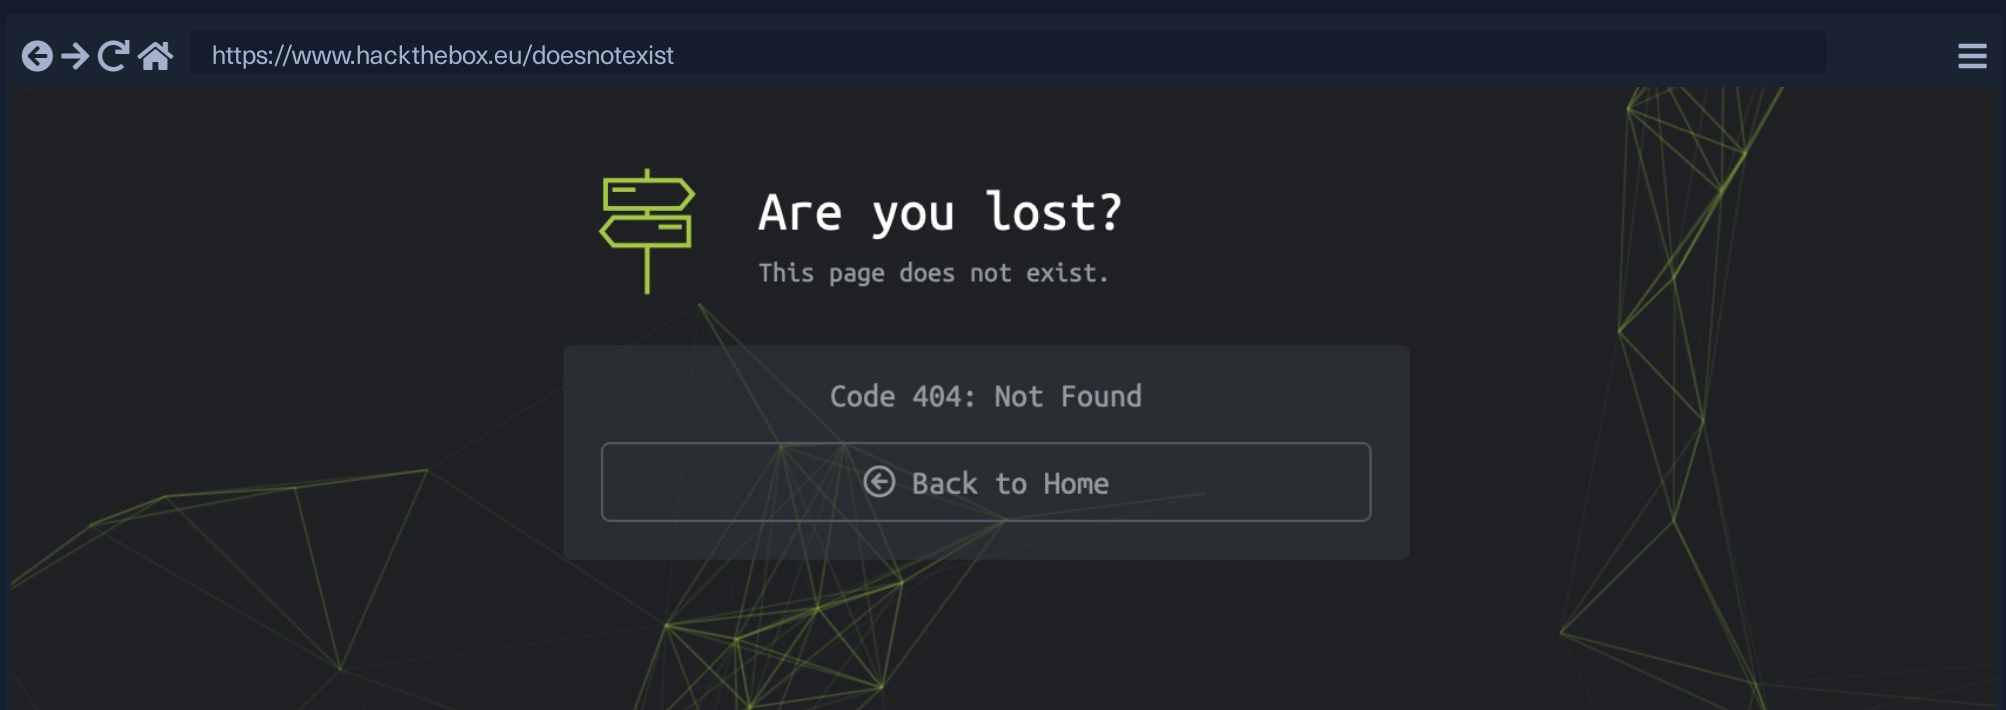 https://www.hackthebox.eu/doesnotexist
Are you lost?
This page does not exist.
Code 404: Not Found
Back to Home